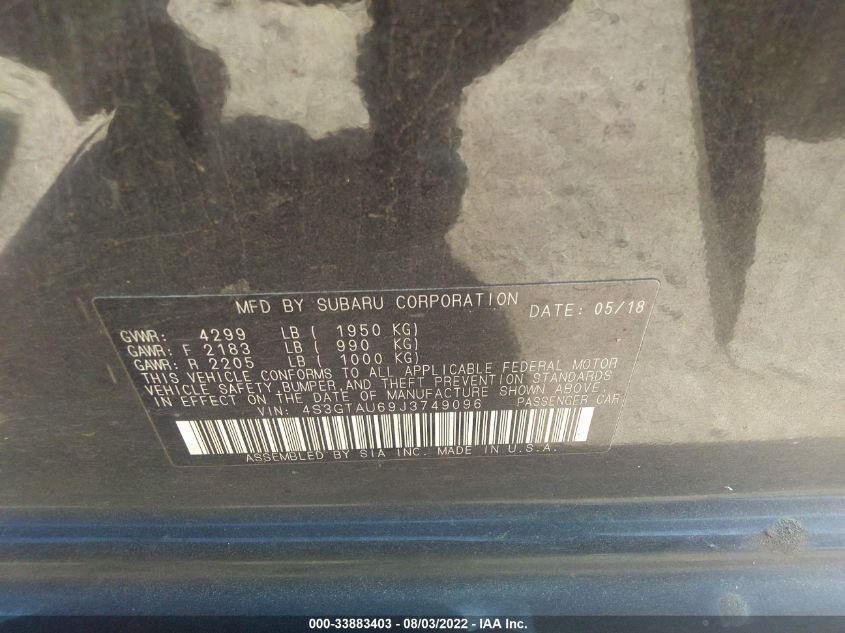 MFD BY SUBARU CORPORATION DATE: 05/18
GVWR: 4299 LB ( 1950 KG)
GAWR: F 2183 LB ( 990 KG)
GAWR: R 2205 LB ( 1000 KG)
THIS VEHICLE CONFORMS TO ALL APPLICABLE FEDERAL MOTOR
VEHICLE SAFETY, BUMPER, AND THEFT PREVENTION STANDARDS
IN EFFECT ON THE DATE OF MANUFACTURE SHOWN ABOVE.
VIN: 4S3GTAU69J3749096 PASSENGER CAR
ASSEMBLED BY SIA INC. MADE IN U.S.A.
000-33883403 - 08/03/2022 - IAA Inc.